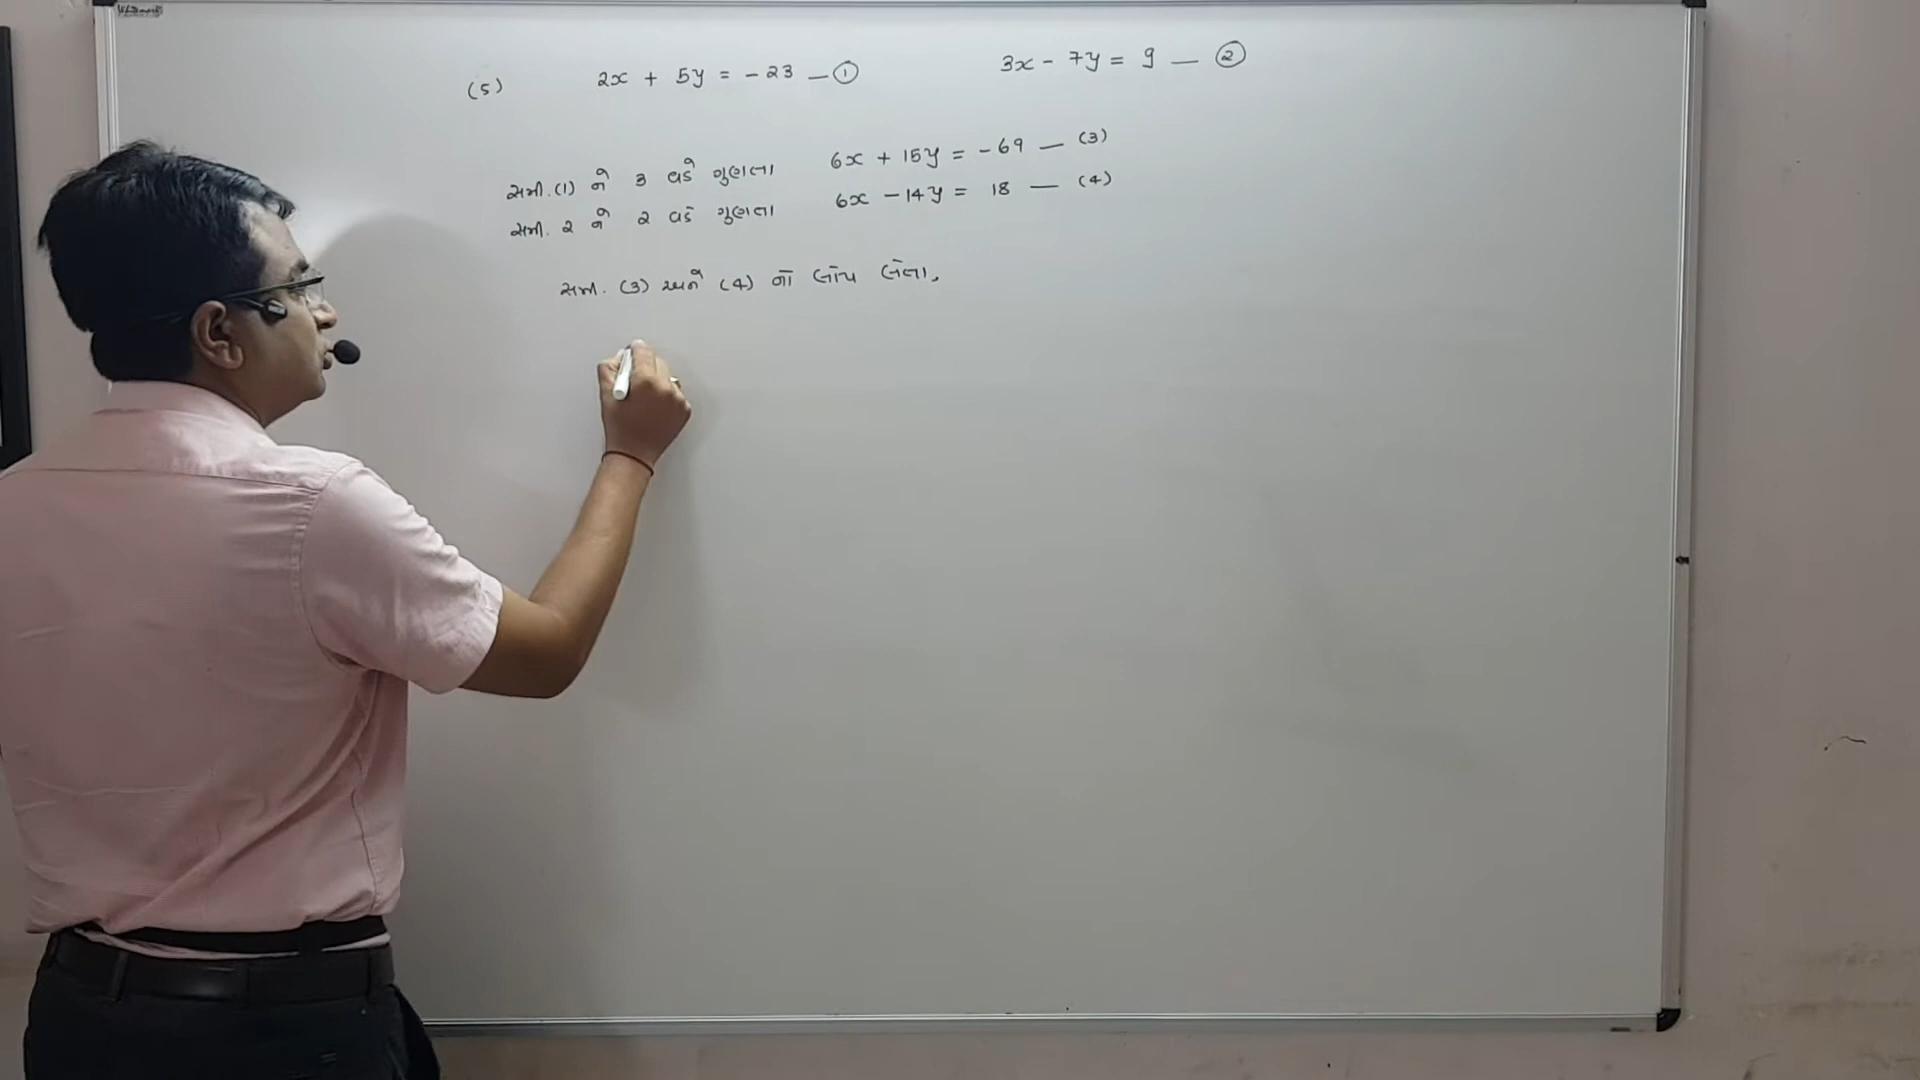 Whitemark
(5) 2x + 5y = - 23 — ① 3x - 7y = 9 — ②
સમી. (1) ને 3 વડે ગુણતા 6x + 15y = - 69 — (3)
સમી. 2 ને 2 વડે ગુણતા 6x - 14y = 18 — (4)
સમી. (3) અને (4) નો લોપ લેતા,